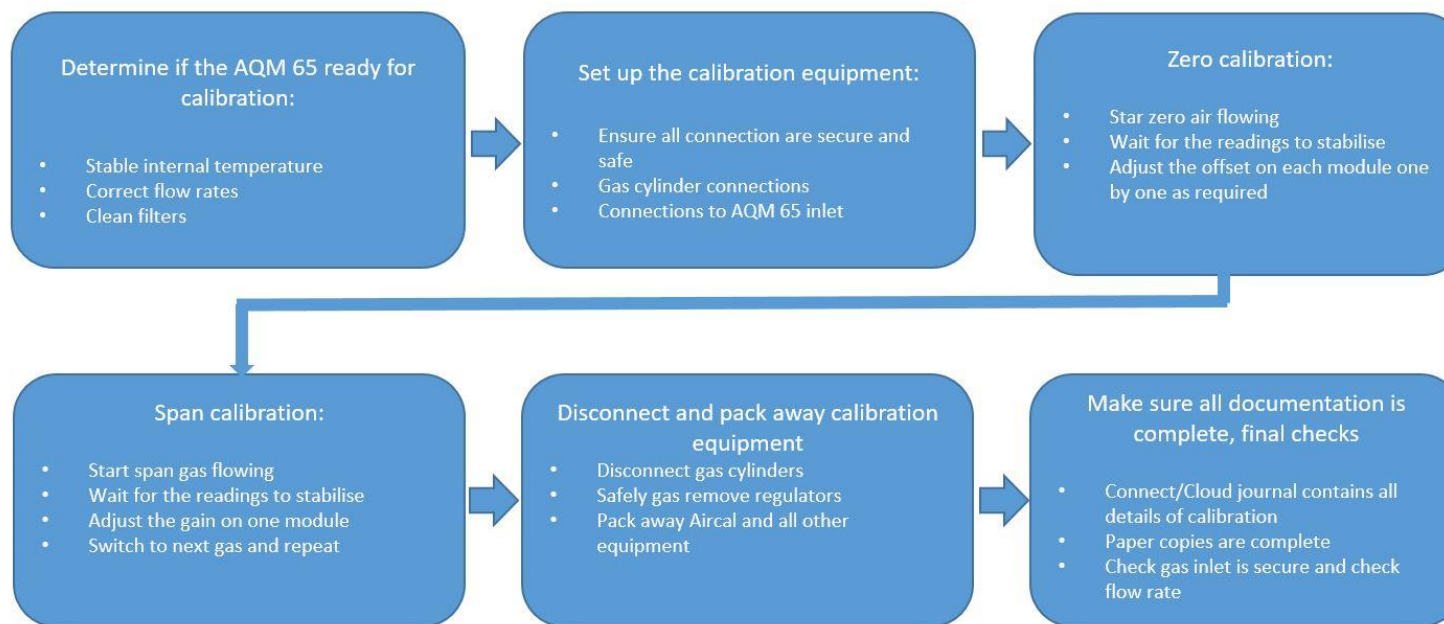 Determine if the AQM 65 ready for
calibration:
• Stable internal temperature
• Correct flow rates
• Clean filters
Set up the calibration equipment:
• Ensure all connection are secure and
safe
• Gas cylinder connections
• Connections to AQM 65 inlet
Zero calibration:
• Star zero air flowing
• Wait for the readings to stabilise
• Adjust the offset on each module one
by one as required
Span calibration:
• Start span gas flowing
• Wait for the readings to stabilise
• Adjust the gain on one module
• Switch to next gas and repeat
Disconnect and pack away calibration
equipment
• Disconnect gas cylinders
• Safely gas remove regulators
• Pack away Aircal and all other
equipment
Make sure all documentation is
complete, final checks
• Connect/Cloud journal contains all
details of calibration
• Paper copies are complete
• Check gas inlet is secure and check
flow rate